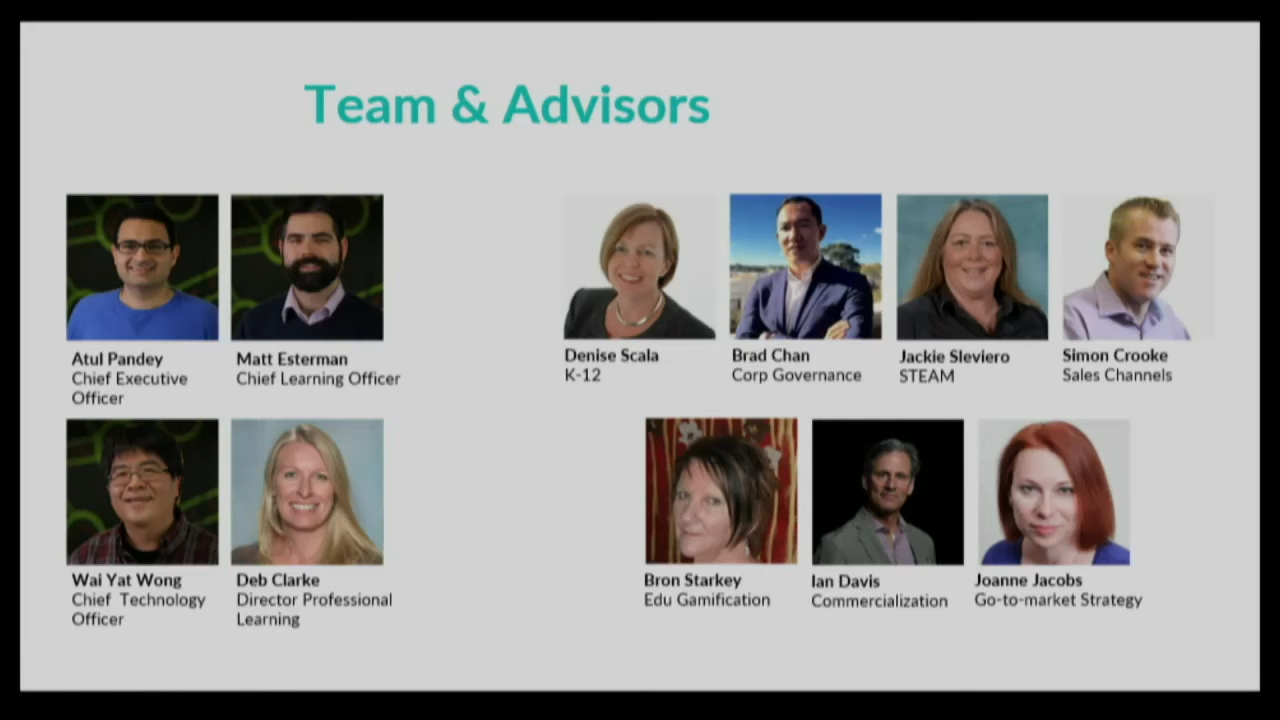 Team & Advisors
Atul Pandey
Chief Executive
Officer
Matt Esterman
Chief Learning Officer
Denise Scala
K-12
Brad Chan
Corp Governance
Jackie Sleviero
STEAM
Simon Crooke
Sales Channels
Wai Yat Wong
Chief Technology
Officer
Deb Clarke
Director Professional
Learning
Bron Starkey
Edu Gamification
Ian Davis
Commercialization
Joanne Jacobs
Go-to-market Strategy